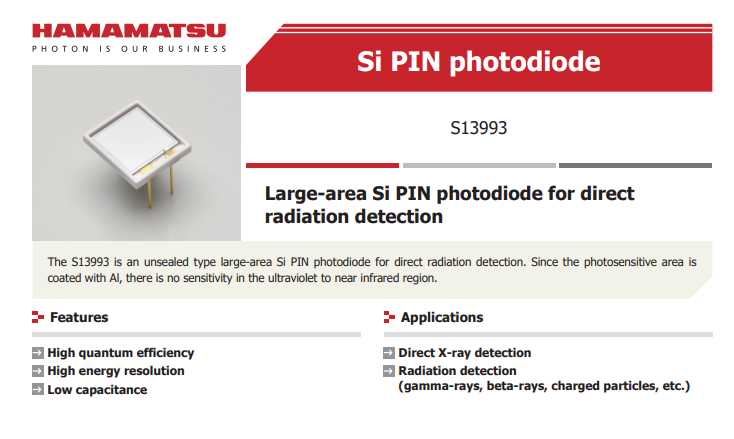 HAMAMATSU
PHOTON IS OUR BUSINESS
Si PIN photodiode
S13993
Large-area Si PIN photodiode for direct
radiation detection
The S13993 is an unsealed type large-area Si PIN photodiode for direct radiation detection. Since the photosensitive area is
coated with Al, there is no sensitivity in the ultraviolet to near infrared region.
Features
High quantum efficiency
High energy resolution
Low capacitance
Applications
Direct X-ray detection
Radiation detection
(gamma-rays, beta-rays, charged particles, etc.)